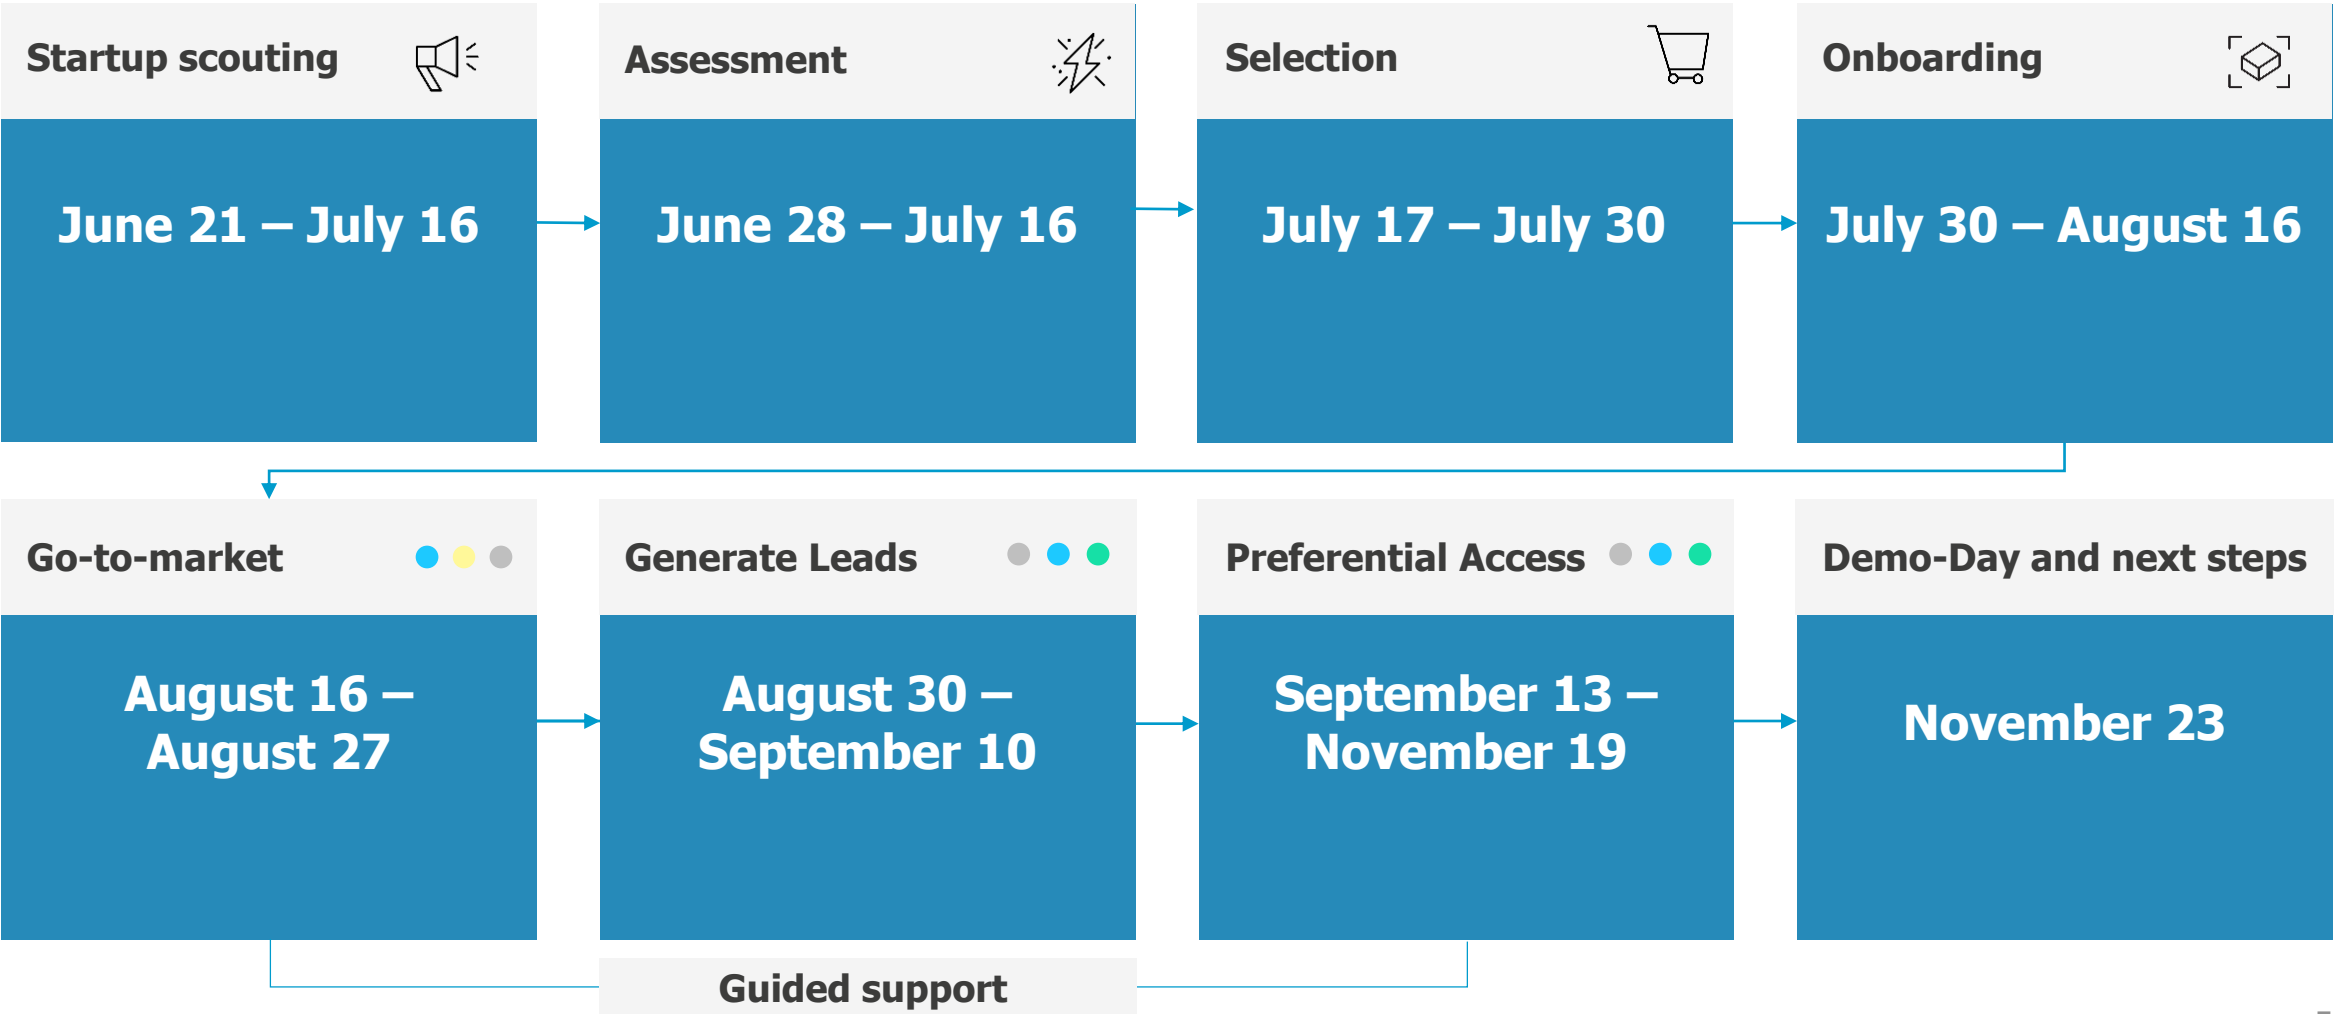 Startup scouting
June 21 – July 16
Assessment
June 28 – July 16
Selection
July 17 – July 30
Onboarding
July 30 – August 16
Go-to-market
August 16 –
August 27
Generate Leads
August 30 –
September 10
Preferential Access
September 13 –
November 19
Demo-Day and next steps
November 23
Guided support